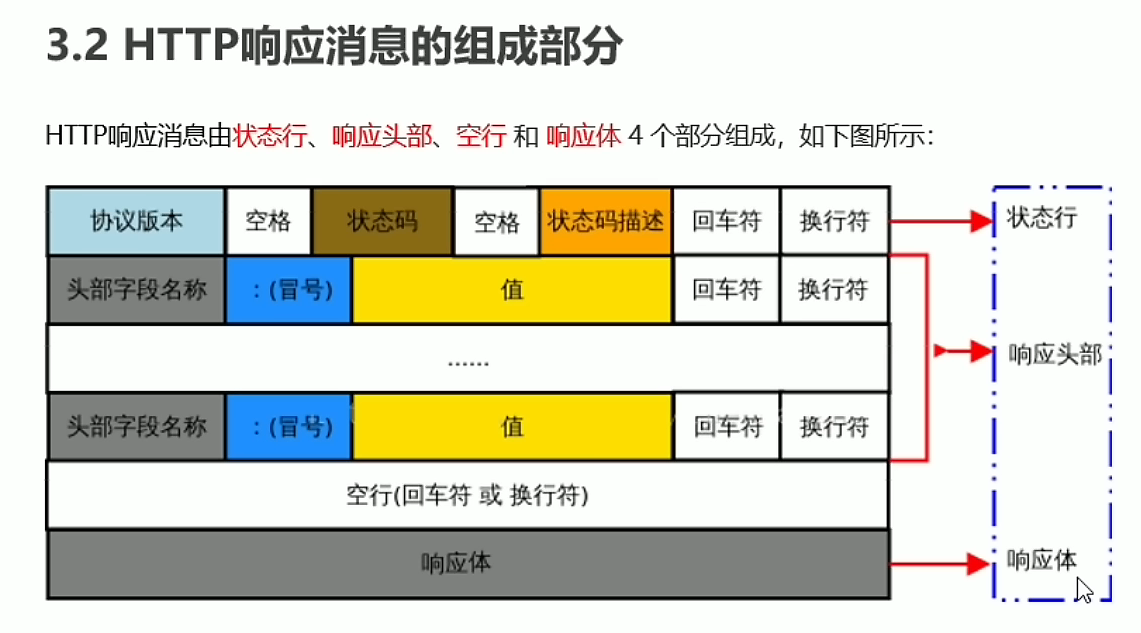 3.2 HTTP响应消息的组成部分
HTTP响应消息由状态行、响应头部、空行 和 响应体 4 个部分组成，如下图所示：
协议版本 空格 状态码 空格 状态码描述 回车符 换行符 状态行
头部字段名称 ：(冒号) 值 回车符 换行符
...... 响应头部
头部字段名称 ：(冒号) 值 回车符 换行符
空行(回车符 或 换行符)
响应体 响应体